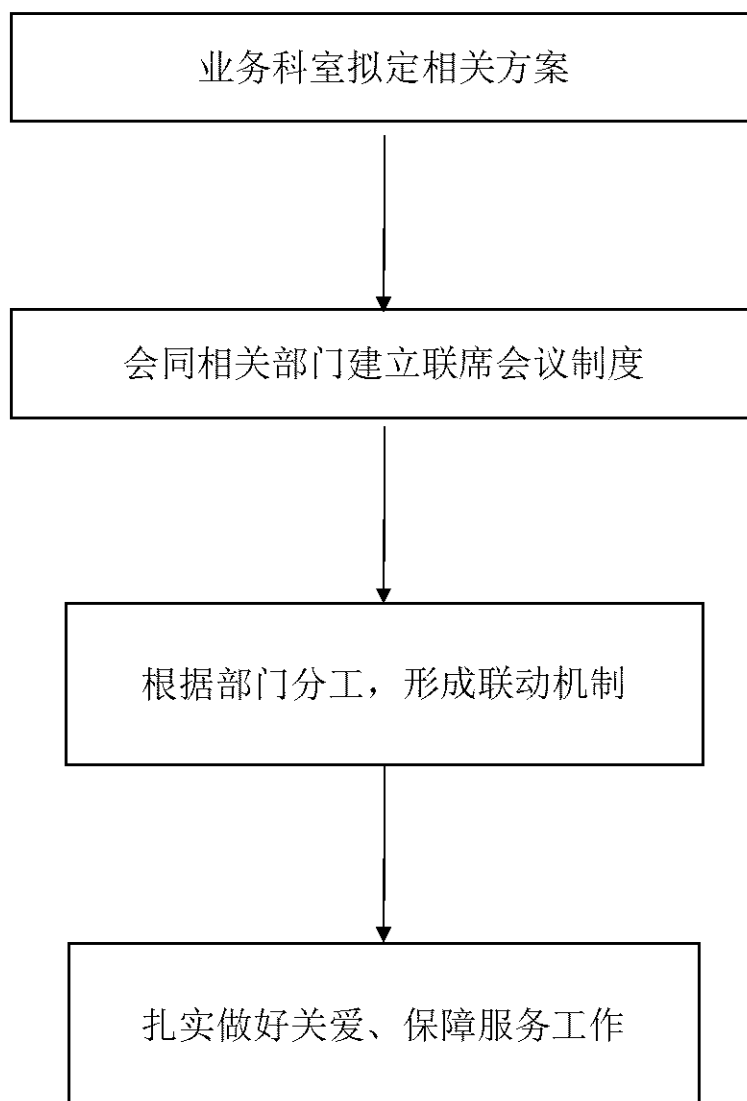 业务科室拟定相关方案
会同相关部门建立联席会议制度
根据部门分工，形成联动机制
扎实做好关爱、保障服务工作